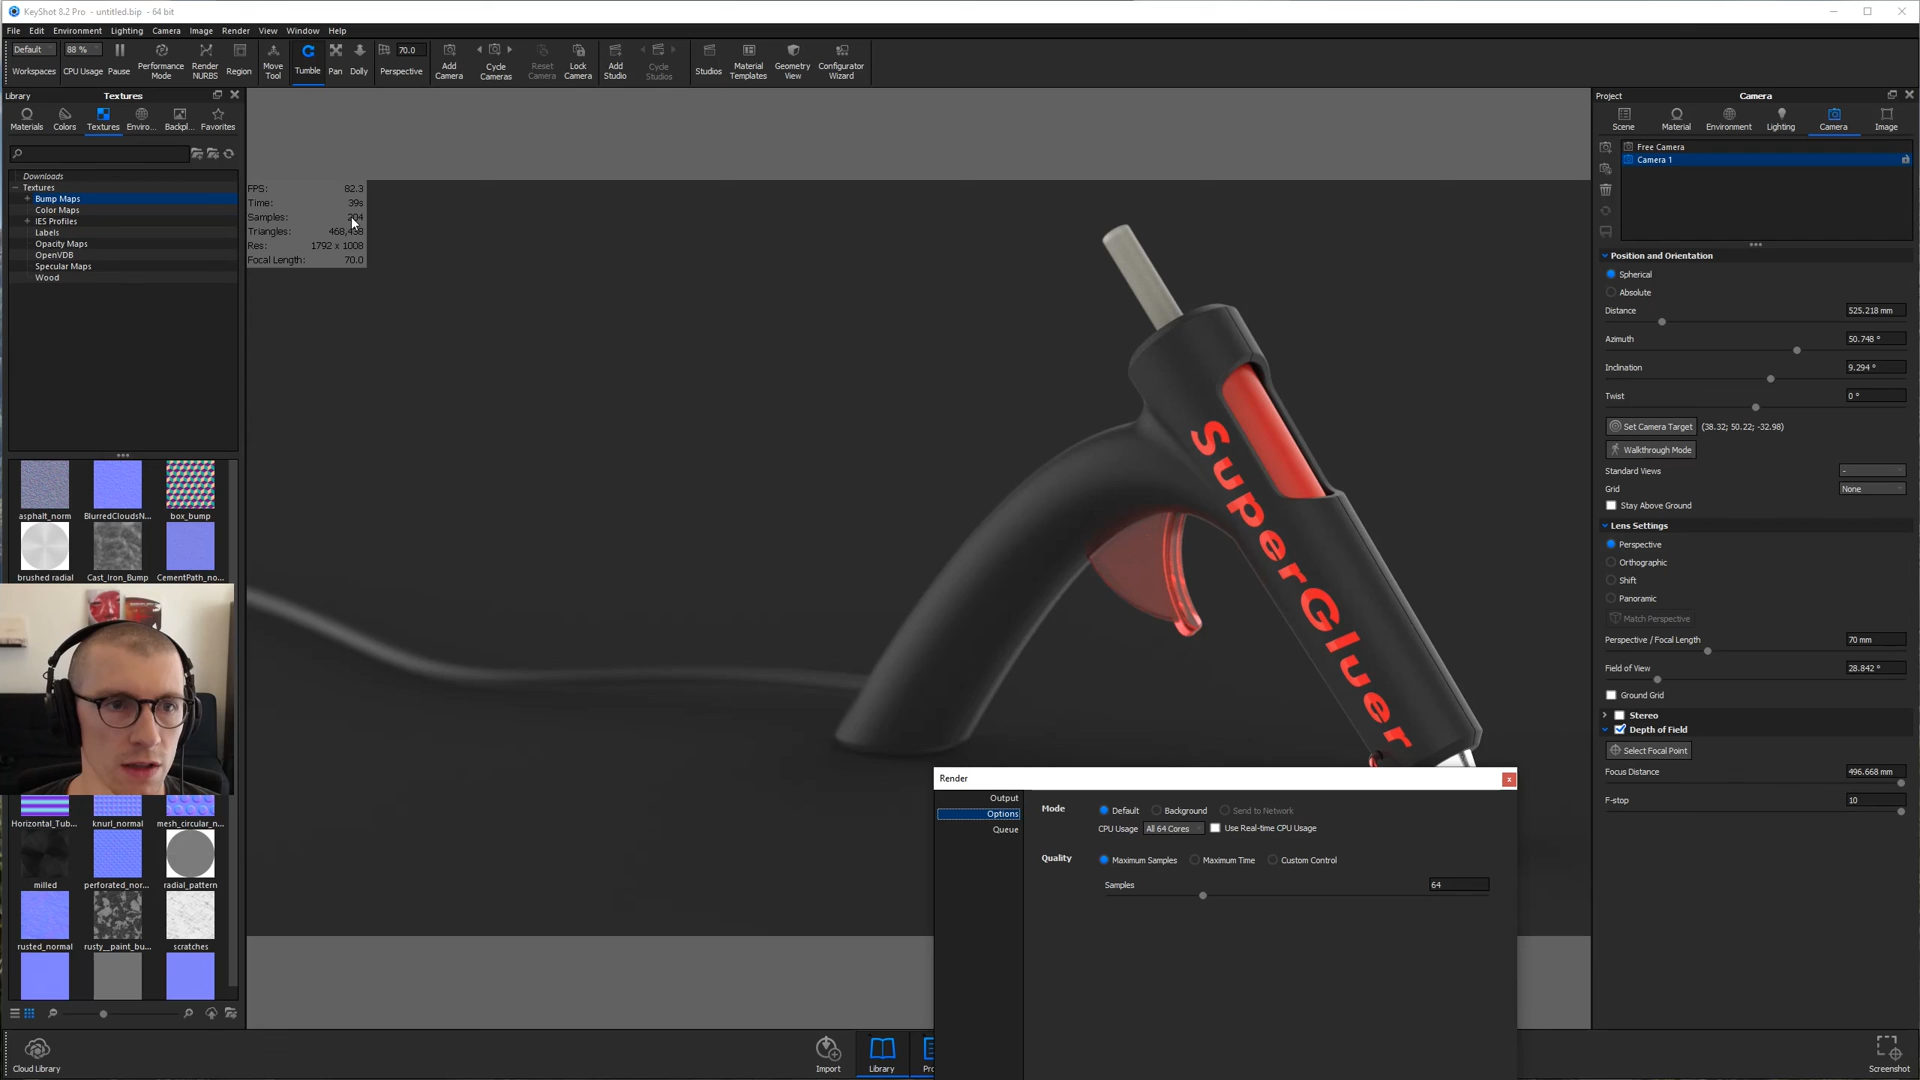 KeyShot 8.2 Pro - untitled.bip - 64 bit
File Edit Environment Lighting Camera Image Render View Window Help
Default 88 % 70.0
Workspaces CPU Usage Pause Performance Mode Render NURBS Region Move Tool Tumble Pan Dolly Perspective Add Camera Cycle Cameras Reset Camera Lock Camera Add Studio Cycle Studios Studios Material Templates Geometry View Configurator Wizard
Library Textures
Materials Colors Textures Enviro... Backpl... Favorites
Downloads
Textures
Bump Maps
Color Maps
IES Profiles
Labels
Opacity Maps
OpenVDB
Specular Maps
Wood
asphalt_norm BlurredCloudsN... box_bump
brushed radial Cast_Iron_Bump CementPath_no...
Horizontal_Tub... knurl_normal mesh_circular_n...
milled perforated_nor... radial_pattern
rusted_normal rusty__paint_bu... scratches
FPS: 82.3
Time: 39s
Samples: 204
Triangles:
Res: 1792 x 1008
Focal Length: 70.0
SuperGluer
Render
Output
Options
Queue
Mode Default Background Send to Network
CPU Usage All 64 Cores Use Real-time CPU Usage
Quality Maximum Samples Maximum Time Custom Control
Samples 64
Project Camera
Scene Material Environment Lighting Camera Image
Free Camera
Camera 1
Position and Orientation
Spherical
Absolute
Distance 525.218 mm
Azimuth 50.748 °
Inclination 9.294 °
Twist 0 °
Set Camera Target (38.32; 50.22; -32.98)
Walkthrough Mode
Standard Views -
Grid None
Stay Above Ground
Lens Settings
Perspective
Orthographic
Shift
Panoramic
Match Perspective
Perspective / Focal Length 70 mm
Field of View 28.842 °
Ground Grid
Stereo
Depth of Field
Select Focal Point
Focus Distance 496.668 mm
F-stop 10
Cloud Library Import Library Pro Screenshot